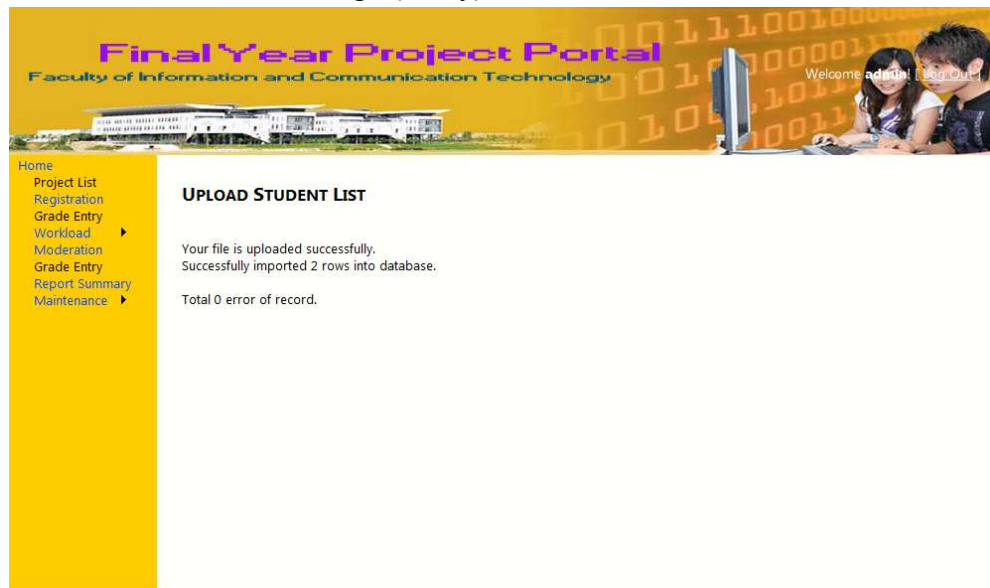 Final Year Project Portal
Faculty of Information and Communication Technology
Welcome admin! [ Log Out ]
Home
Project List
Registration
Grade Entry
Workload
Moderation
Grade Entry
Report Summary
Maintenance
UPLOAD STUDENT LIST
Your file is uploaded successfully.
Successfully imported 2 rows into database.
Total 0 error of record.